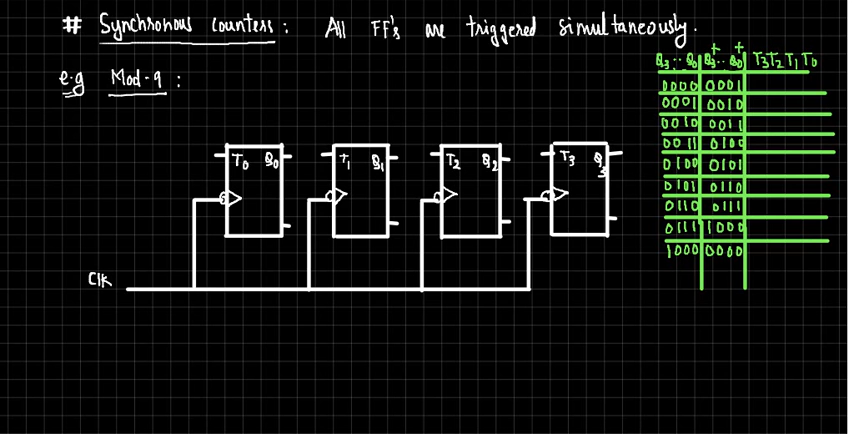 # Synchronous counters : All FF's are triggered simultaneously.
e.g Mod-9 :
Q3...Q0 Q3+...Q0+ T3 T2 T1 T0
0000 0001
0001 0010
0010 0011
0011 0100
0100 0101
0101 0110
0110 0111
0111 1000
1000 0000
T0 Q0 T1 Q1 T2 Q2 T3 Q3
Clk